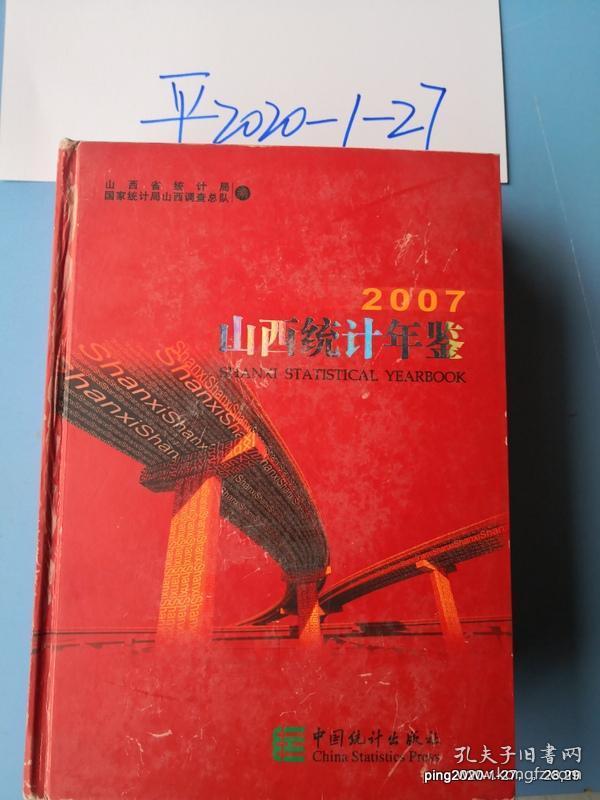 平2020-1-27
山西省统计局
国家统计局山西调查总队
编
2007
山西统计年鉴
SHANXI STATISTICAL YEARBOOK
ShanxiShanxiShan
中国统计出版社
China Statistics Press
孔夫子旧书网